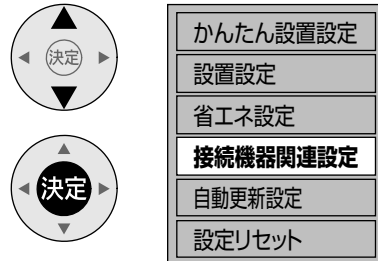 決定
決定
かんたん設置設定
設置設定
省エネ設定
接続機器関連設定
自動更新設定
設定リセット